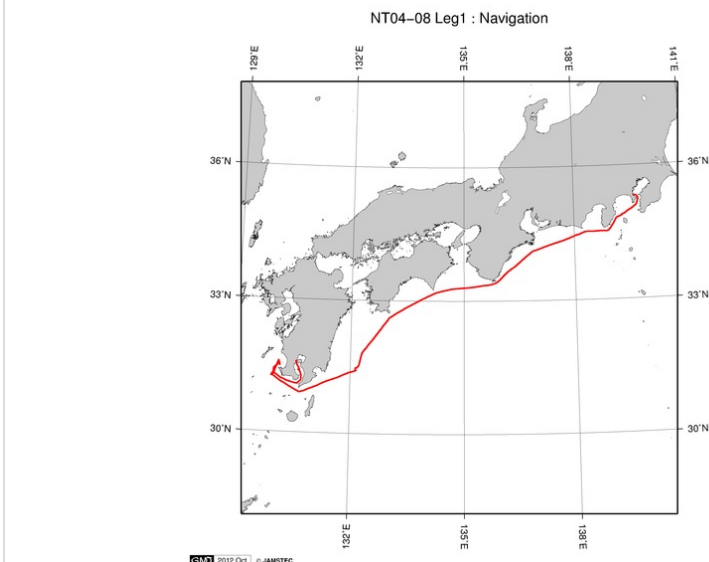 NT04−08 Leg1 : Navigation
129˚E
132˚E
135˚E
138˚E
141˚E
36˚N
36˚N
33˚N
33˚N
30˚N
30˚N
132˚E
135˚E
138˚E
GMD 2012 Oct © JAMSTEC